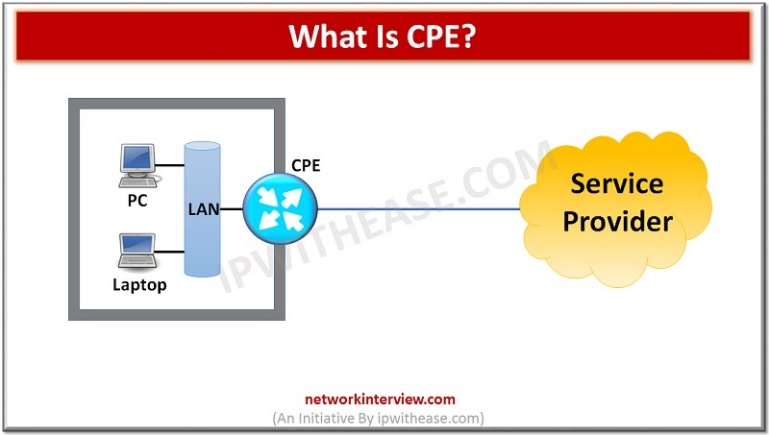 What Is CPE?
CPE
PC
LAN
Laptop
Service
Provider
IPWITHEASE.COM
networkinterview.com
(An Initiative By ipwithease.com)